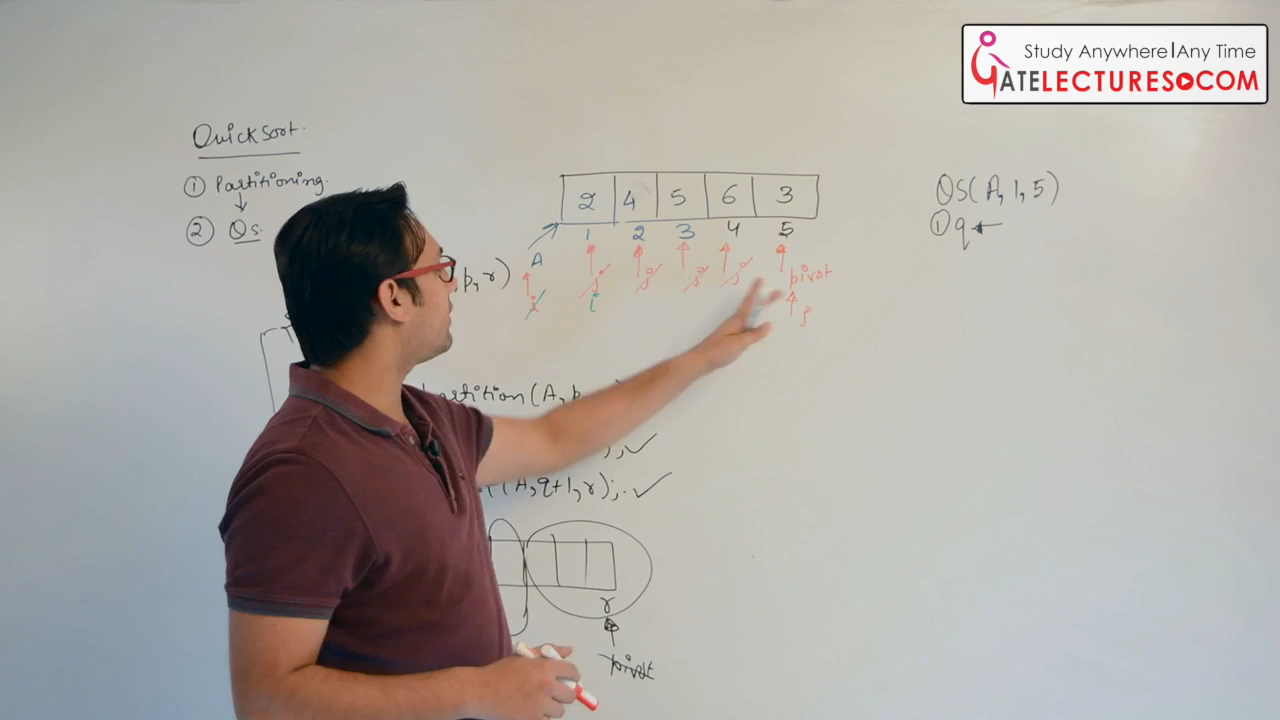 Study Anywhere|Any Time
GATELECTURES.COM
QuickSort.
① Partitioning
② QS
2 4 5 6 3
1 2 3 4 5
A
, p, r)
i j j j j pivot
i j
QS(A, 1, 5)
① q ←
partition(A, p
); ✓
(A, q+1, r); ✓
r
pivot